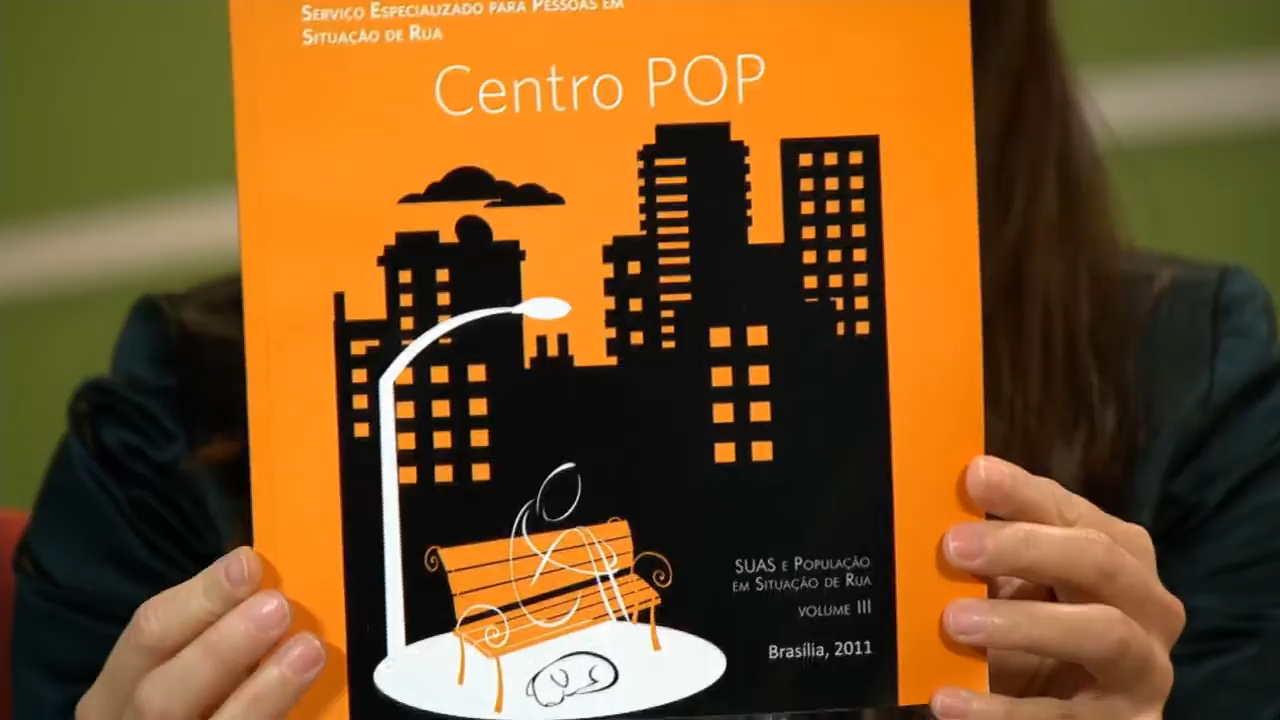 Serviço Especializado para Pessoas em
Situação de Rua
Centro POP
SUAS e População
em Situação de Rua
volume III
Brasília, 2011